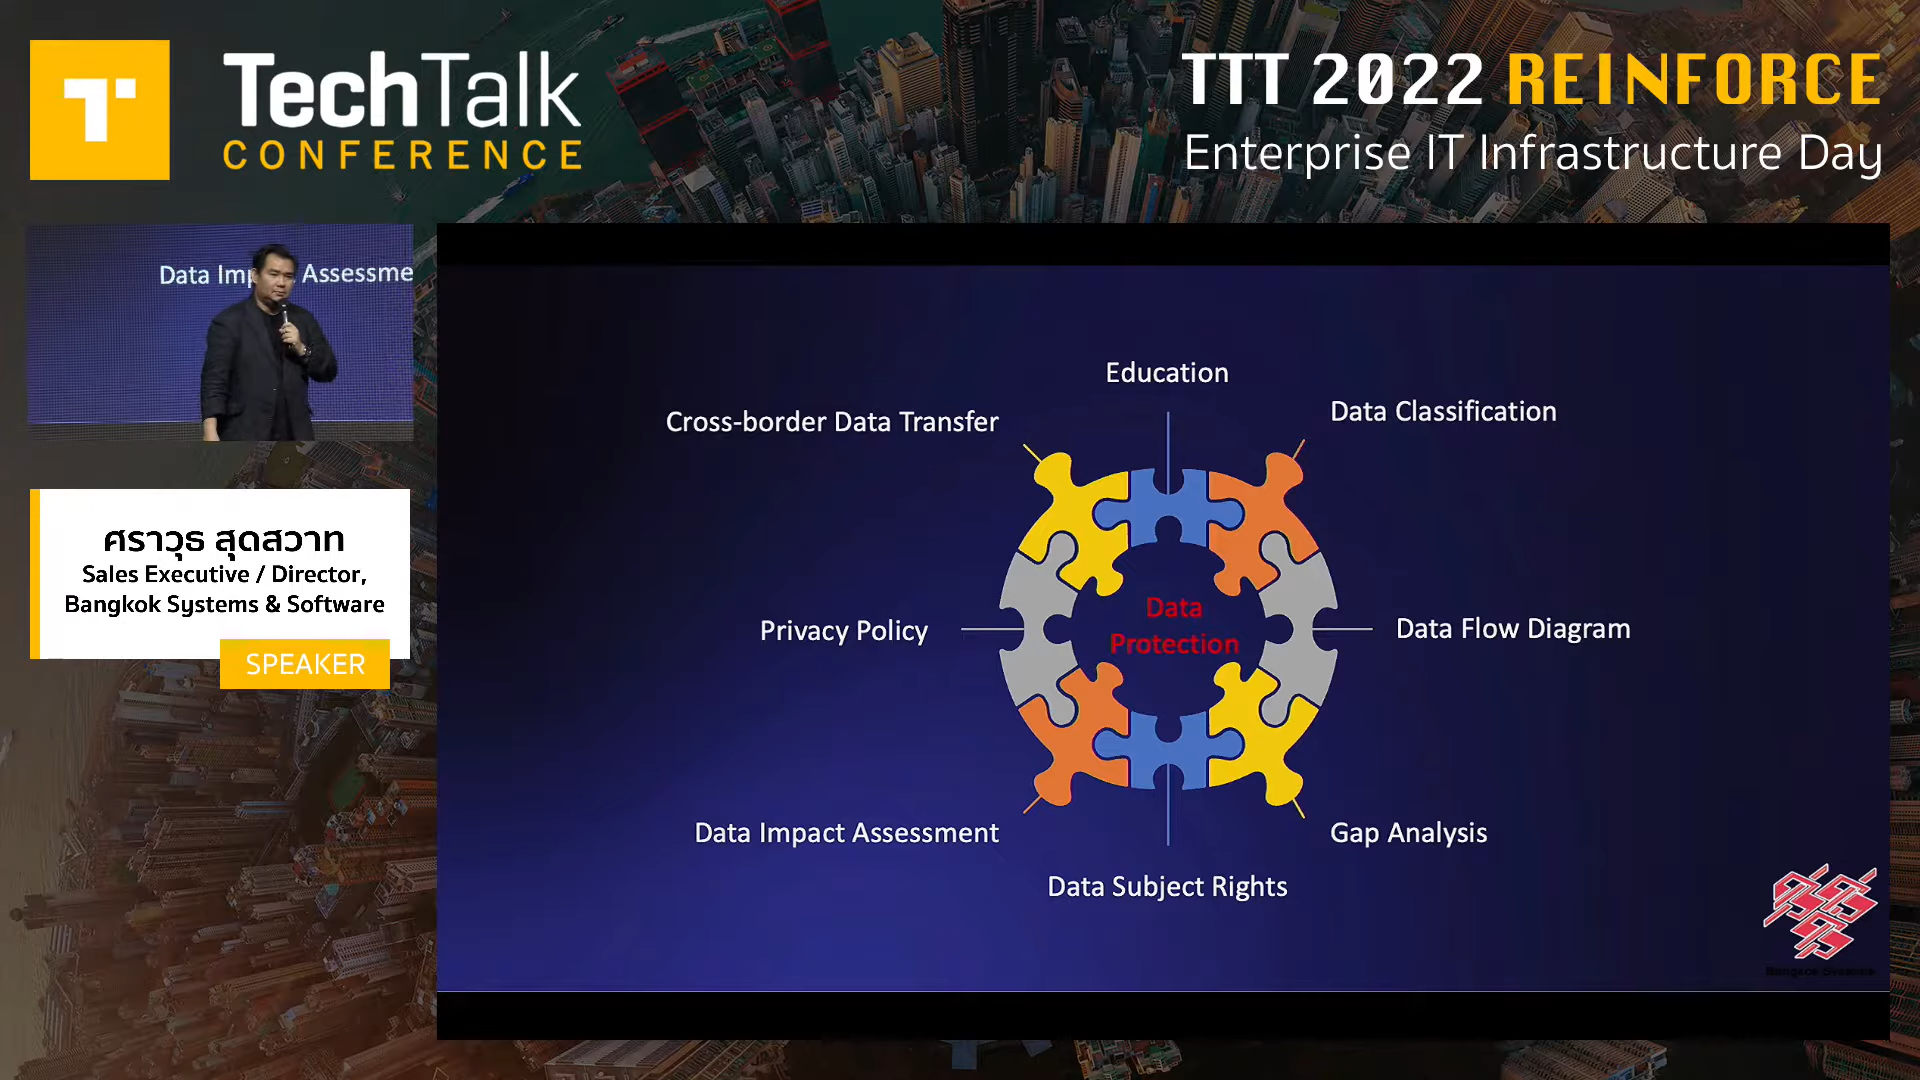 TechTalk
CONFERENCE
TTT 2022 REINFORCE
Enterprise IT Infrastructure Day
Data Imp
Assessme
ศราวุธ สุดสวาท
Sales Executive / Director,
Bangkok Systems & Software
SPEAKER
Education
Cross-border Data Transfer
Data Classification
Data
Protection
Privacy Policy
Data Flow Diagram
Data Impact Assessment
Gap Analysis
Data Subject Rights
Bangkok Systems